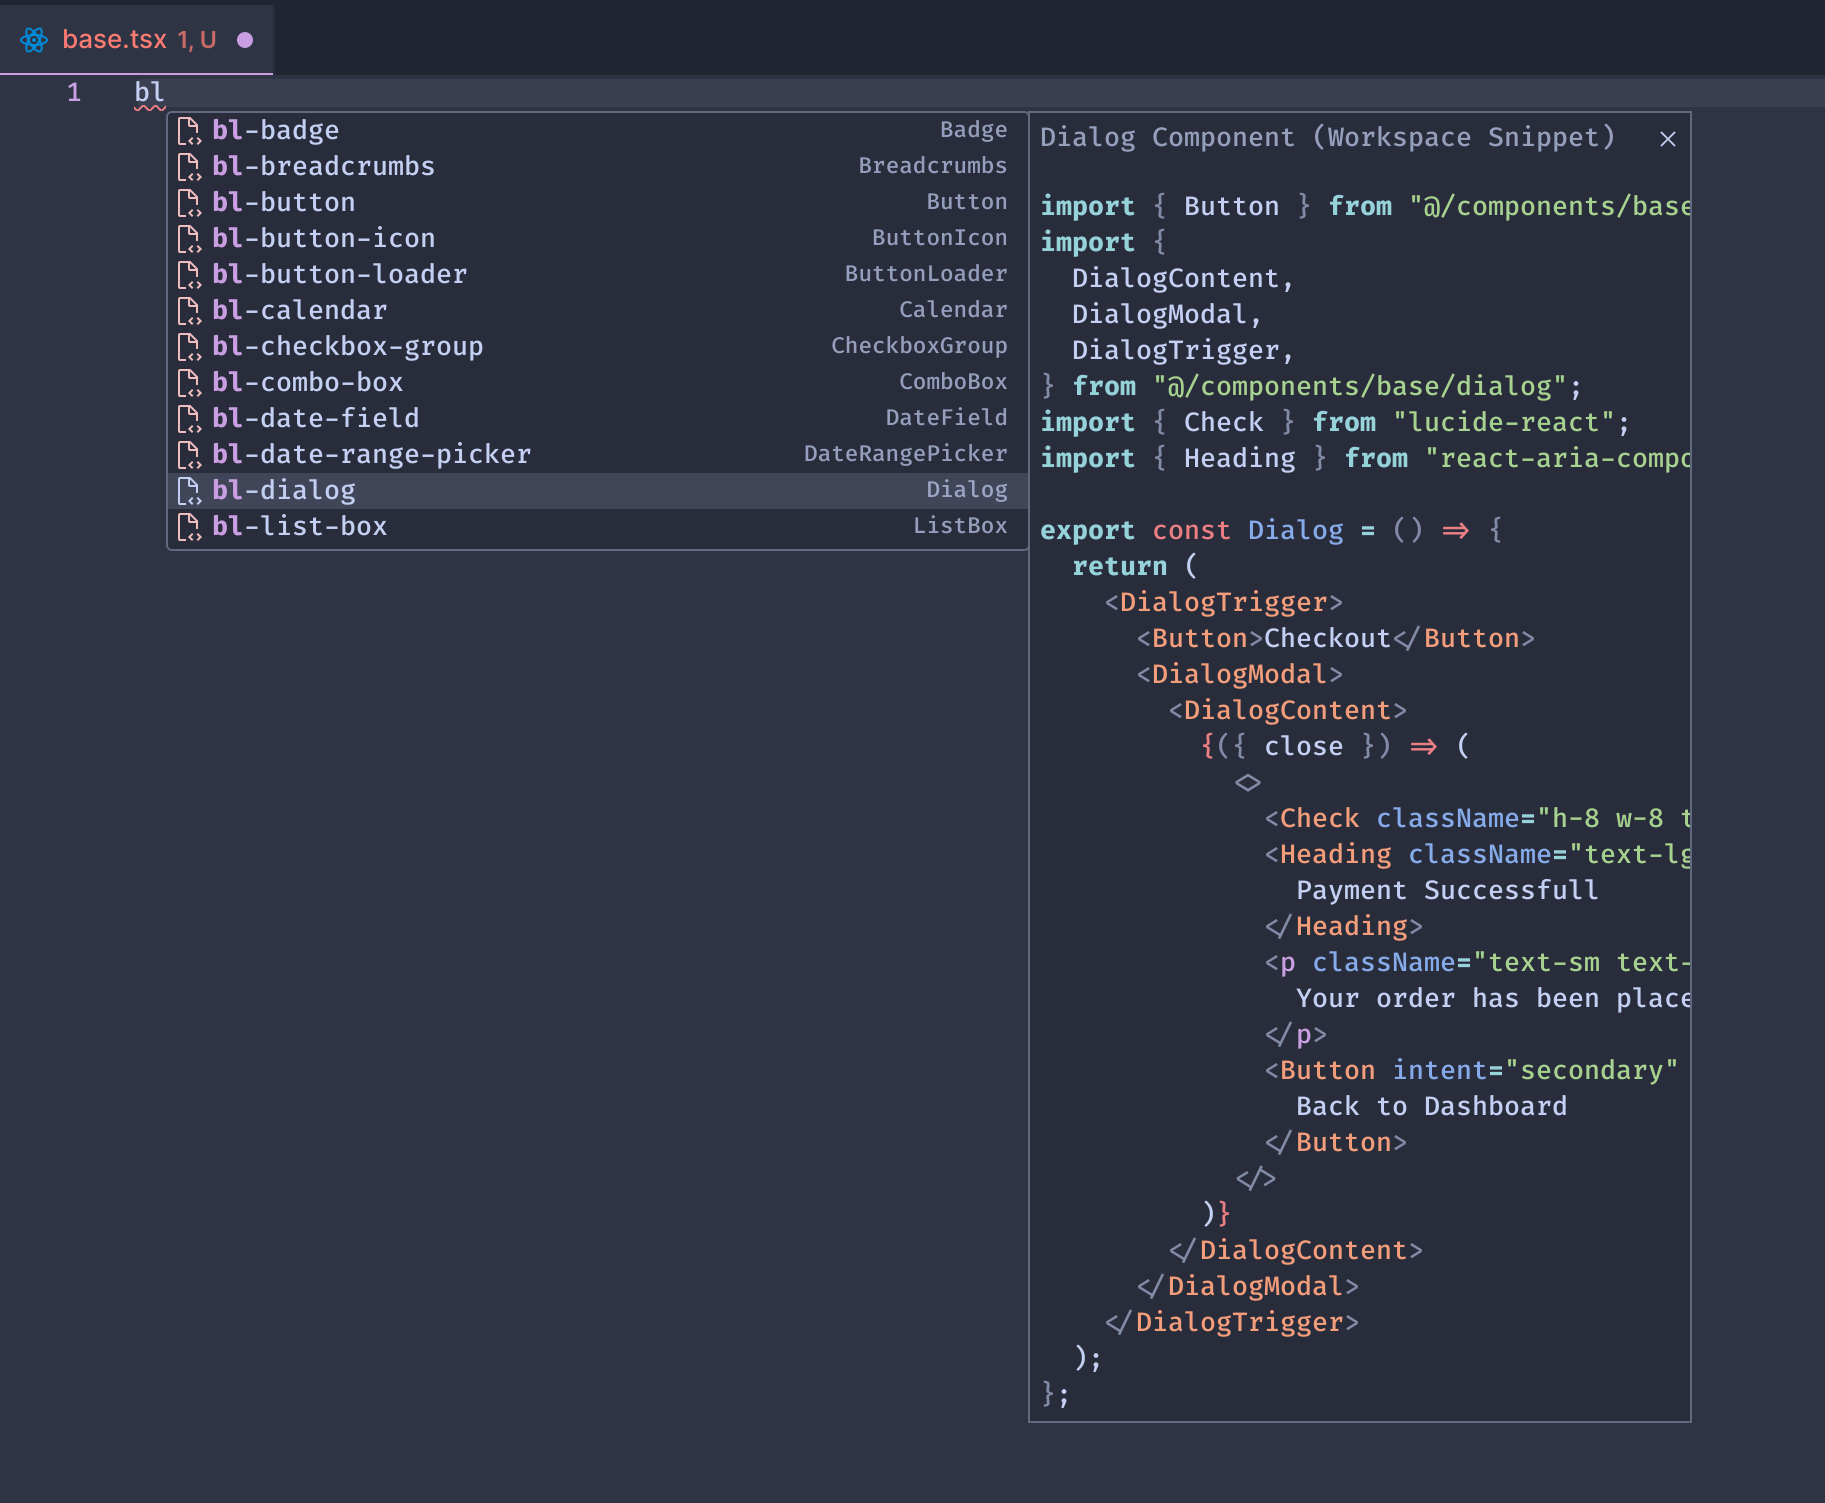 base.tsx 1, U
1 bl
bl-badge Badge
bl-breadcrumbs Breadcrumbs
bl-button Button
bl-button-icon ButtonIcon
bl-button-loader ButtonLoader
bl-calendar Calendar
bl-checkbox-group CheckboxGroup
bl-combo-box ComboBox
bl-date-field DateField
bl-date-range-picker DateRangePicker
bl-dialog Dialog
bl-list-box ListBox
Dialog Component (Workspace Snippet)
import { Button } from "@/components/base
import {
  DialogContent,
  DialogModal,
  DialogTrigger,
} from "@/components/base/dialog";
import { Check } from "lucide-react";
import { Heading } from "react-aria-compo
export const Dialog = () => {
  return (
    <DialogTrigger>
      <Button>Checkout</Button>
      <DialogModal>
        <DialogContent>
          {({ close }) => (
            <>
              <Check className="h-8 w-8 t
              <Heading className="text-lg
                Payment Successfull
              </Heading>
              <p className="text-sm text-
                Your order has been place
              </p>
              <Button intent="secondary"
                Back to Dashboard
              </Button>
            </>
          )}
        </DialogContent>
      </DialogModal>
    </DialogTrigger>
  );
};